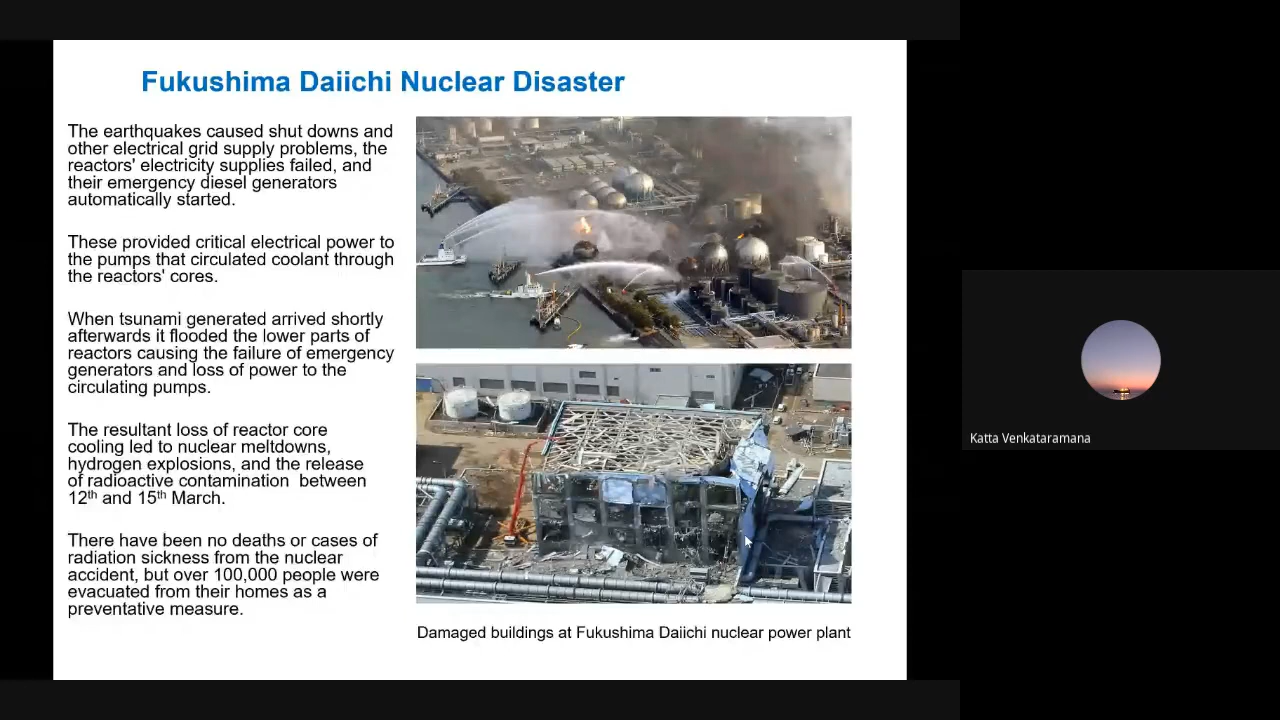 Fukushima Daiichi Nuclear Disaster
The earthquakes caused shut downs and
other electrical grid supply problems, the
reactors' electricity supplies failed, and
their emergency diesel generators
automatically started.
These provided critical electrical power to
the pumps that circulated coolant through
the reactors' cores.
When tsunami generated arrived shortly
afterwards it flooded the lower parts of
reactors causing the failure of emergency
generators and loss of power to the
circulating pumps.
The resultant loss of reactor core
cooling led to nuclear meltdowns,
hydrogen explosions, and the release
of radioactive contamination between
12th and 15th March.
There have been no deaths or cases of
radiation sickness from the nuclear
accident, but over 100,000 people were
evacuated from their homes as a
preventative measure.
Damaged buildings at Fukushima Daiichi nuclear power plant
Katta Venkataramana